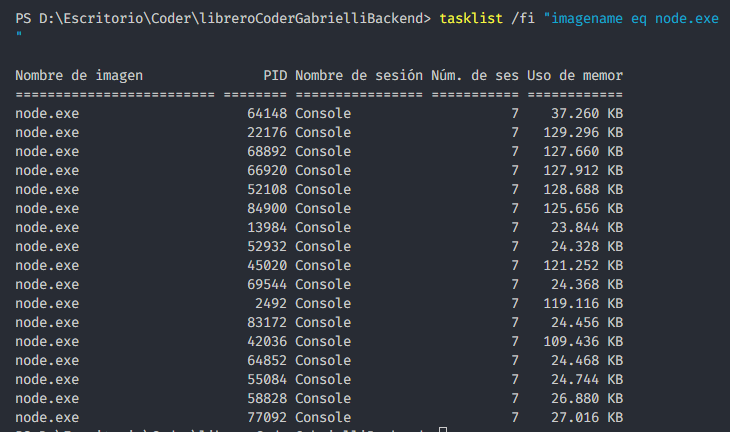 PS D:\Escritorio\Coder\libreroCoderGabrielliBackend> tasklist /fi "imagename eq node.exe
"
Nombre de imagen                PID Nombre de sesión Núm. de ses Uso de memor
========================= ======== ================ =========== ============
node.exe                      64148 Console                    7    37.260 KB
node.exe                      22176 Console                    7   129.296 KB
node.exe                      68892 Console                    7   127.660 KB
node.exe                      66920 Console                    7   127.912 KB
node.exe                      52108 Console                    7   128.688 KB
node.exe                      84900 Console                    7   125.656 KB
node.exe                      13984 Console                    7    23.844 KB
node.exe                      52932 Console                    7    24.328 KB
node.exe                      45020 Console                    7   121.252 KB
node.exe                      69544 Console                    7    24.368 KB
node.exe                       2492 Console                    7   119.116 KB
node.exe                      83172 Console                    7    24.456 KB
node.exe                      42036 Console                    7   109.436 KB
node.exe                      64852 Console                    7    24.468 KB
node.exe                      55084 Console                    7    24.744 KB
node.exe                      58828 Console                    7    26.880 KB
node.exe                      77092 Console                    7    27.016 KB